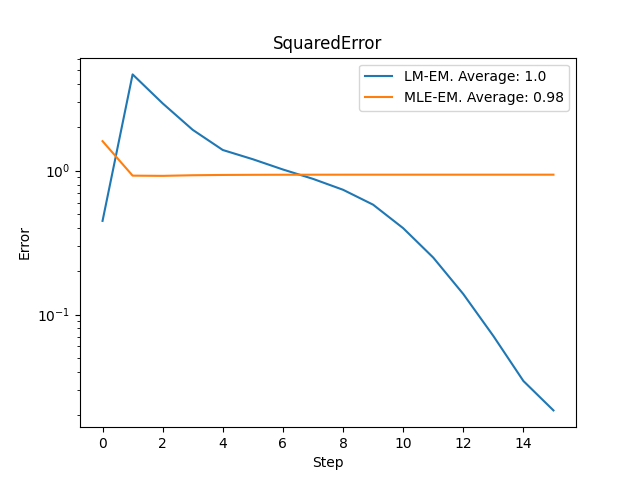 SquaredError
LM-EM. Average: 1.0
MLE-EM. Average: 0.98
Error
10⁰
10⁻¹
0 2 4 6 8 10 12 14
Step